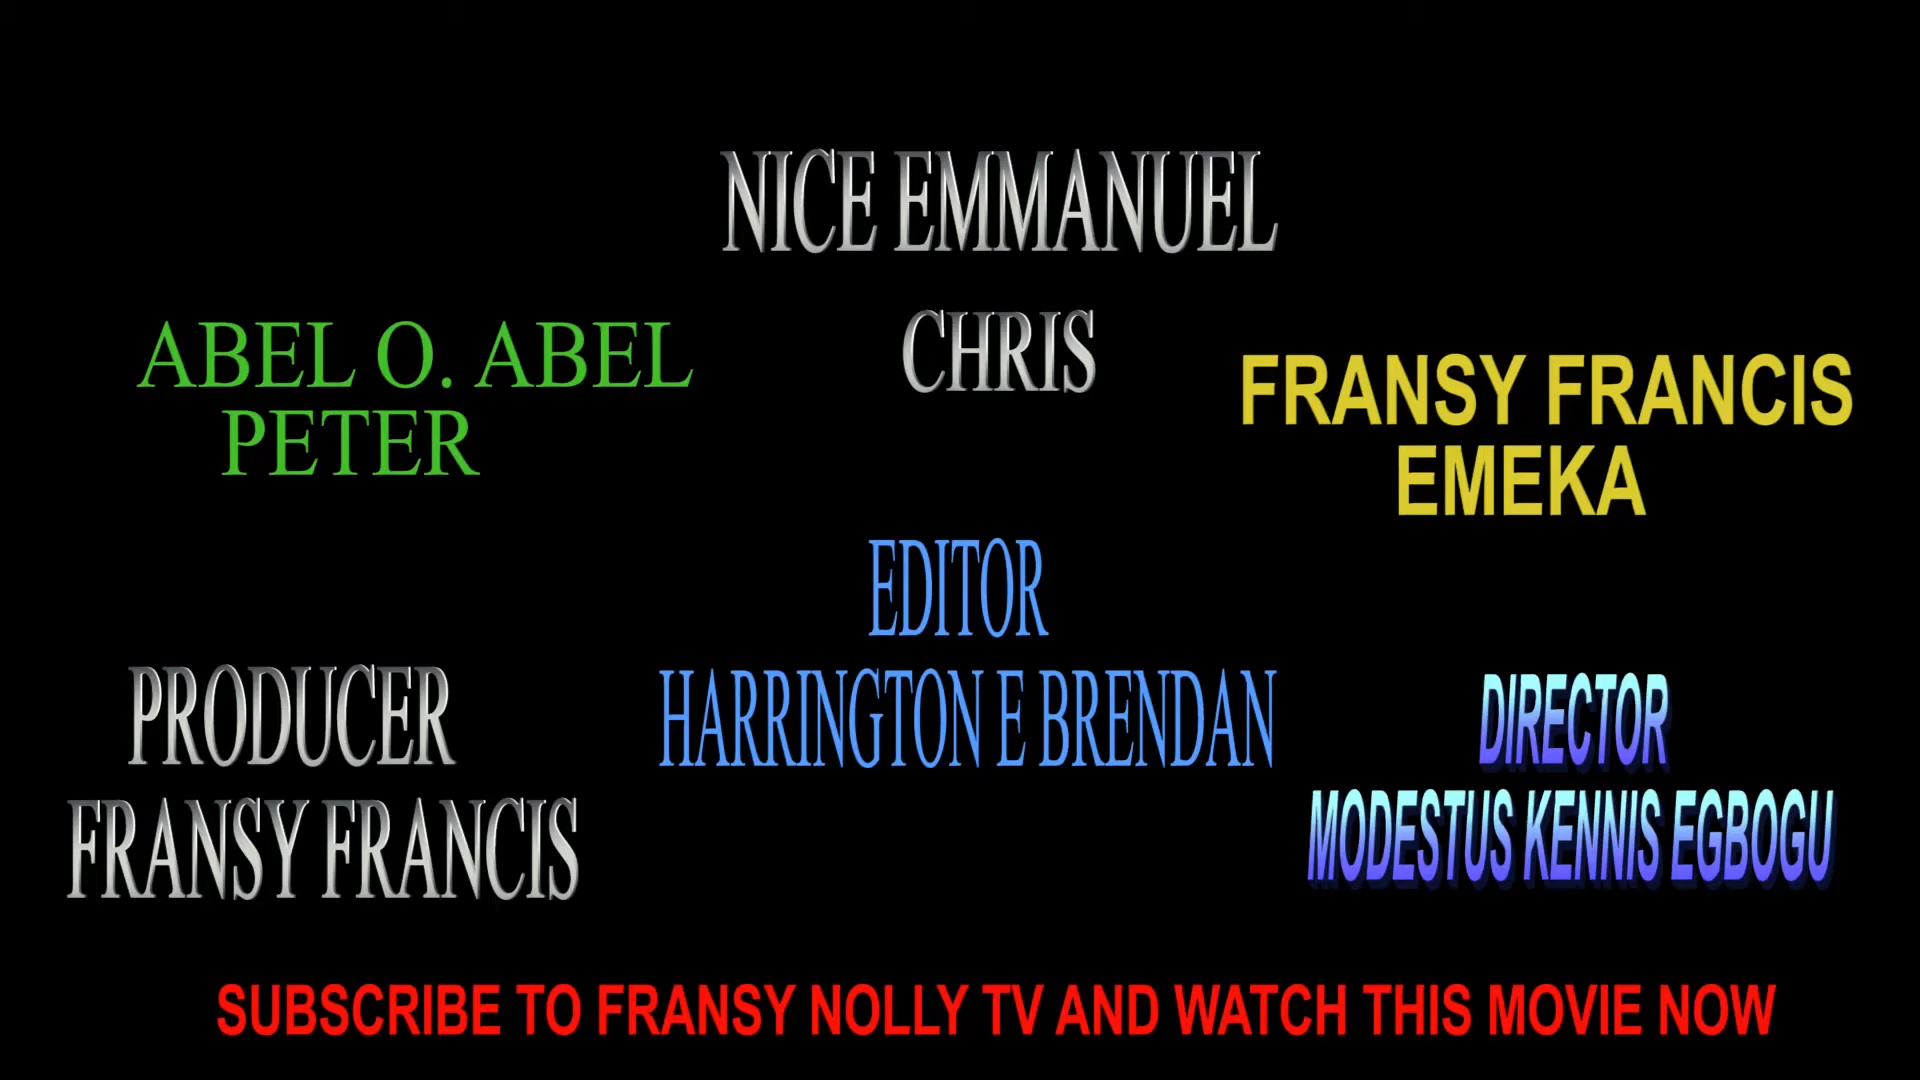 NICE EMMANUEL
CHRIS
ABEL O. ABEL
PETER
FRANSY FRANCIS
EMEKA
EDITOR
HARRINGTON E BRENDAN
PRODUCER
FRANSY FRANCIS
DIRECTOR
MODESTUS KENNIS EGBOGU
SUBSCRIBE TO FRANSY NOLLY TV AND WATCH THIS MOVIE NOW